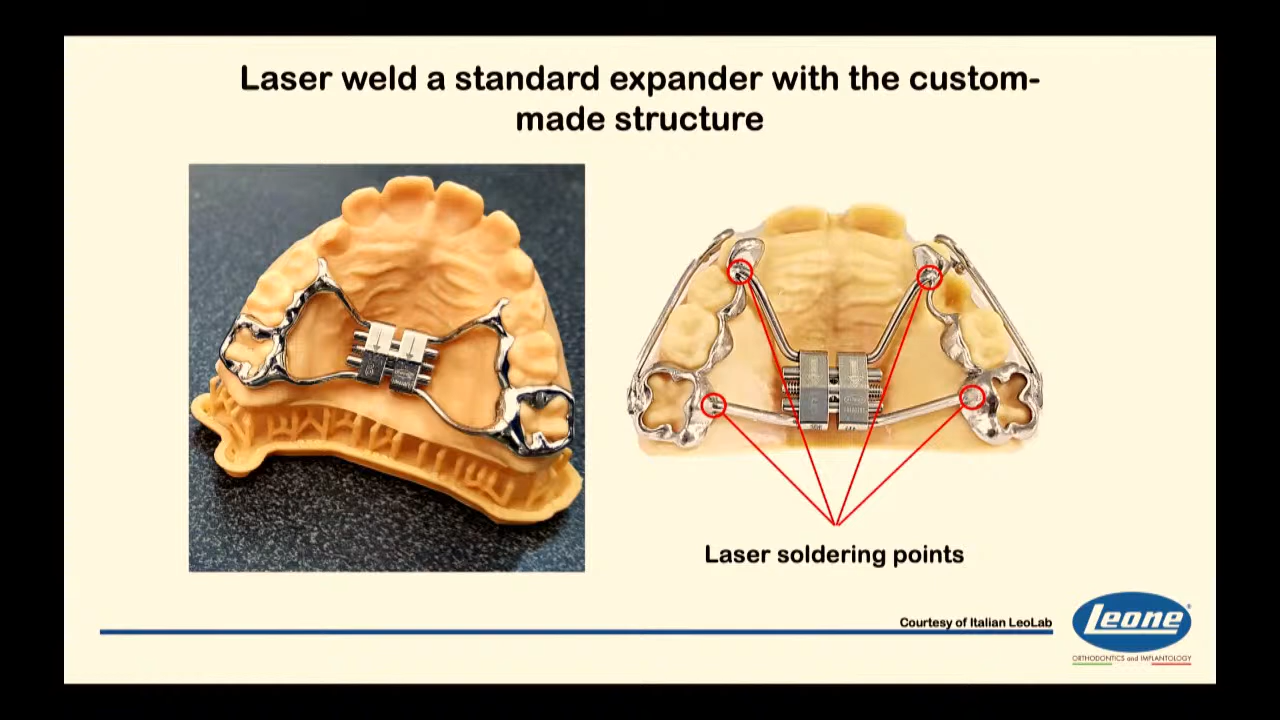 Laser weld a standard expander with the custom-
made structure
Laser soldering points
Courtesy of Italian LeoLab
Leone®
ORTHODONTICS and IMPLANTOLOGY